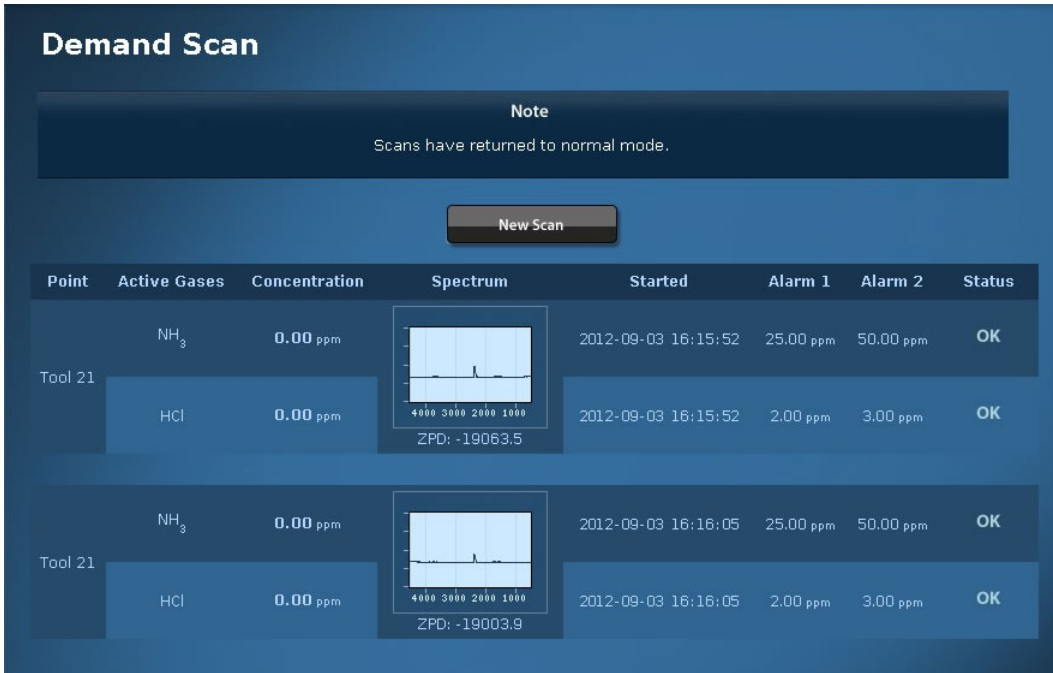 Demand Scan
Note
Scans have returned to normal mode.
New Scan
Point Active Gases Concentration Spectrum Started Alarm 1 Alarm 2 Status
Tool 21
NH3 0.00 ppm 2012-09-03 16:15:52 25.00 ppm 50.00 ppm OK
4000 3000 2000 1000
HCl 0.00 ppm 2012-09-03 16:15:52 2.00 ppm 3.00 ppm OK
ZPD: -19063.5
Tool 21
NH3 0.00 ppm 2012-09-03 16:16:05 25.00 ppm 50.00 ppm OK
4000 3000 2000 1000
HCl 0.00 ppm 2012-09-03 16:16:05 2.00 ppm 3.00 ppm OK
ZPD: -19003.9